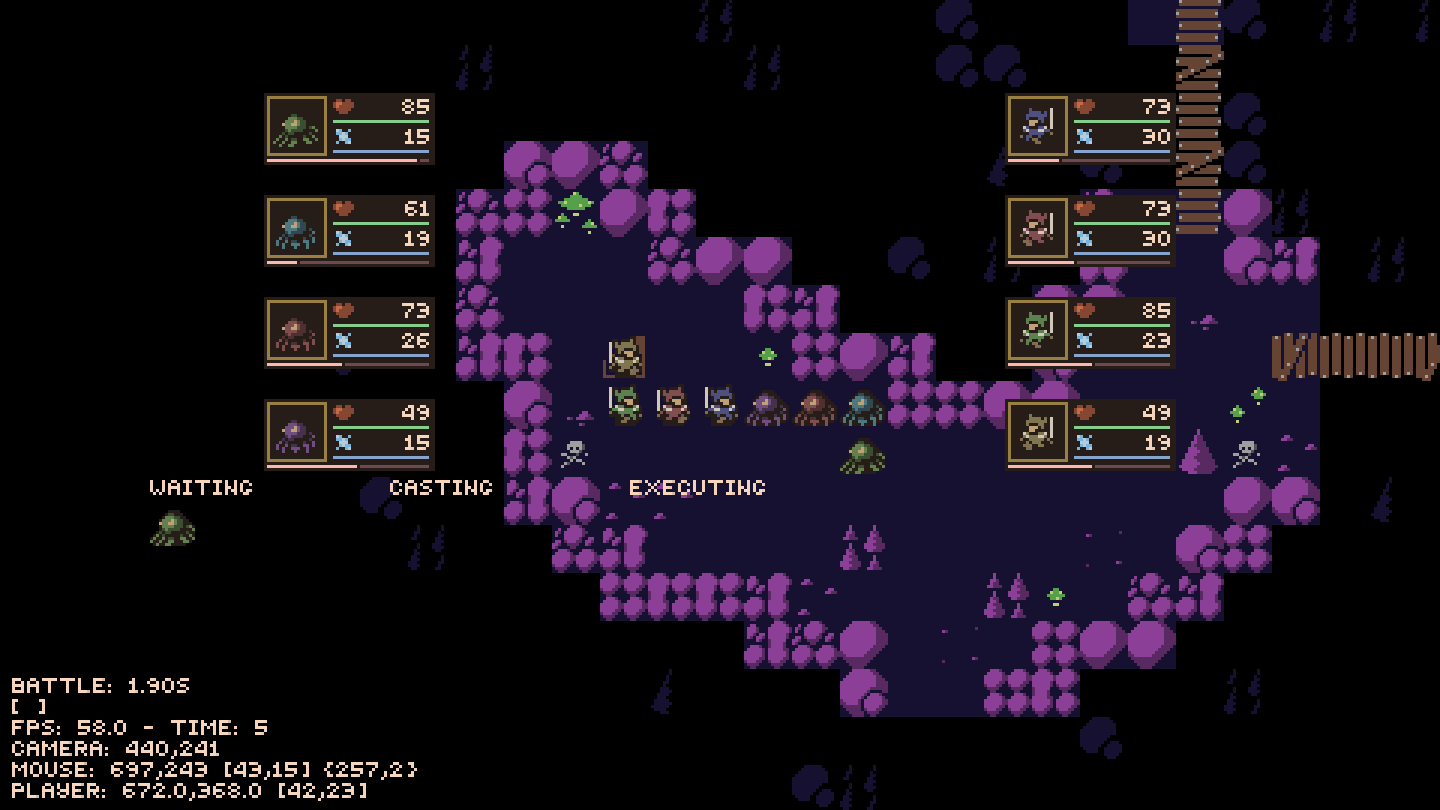 85
15
61
19
73
26
49
15
73
30
73
30
85
23
49
19
WAITING CASTING EXECUTING
BATTLE: 1.90S
[ ]
FPS: 58.0 - TIME: 5
CAMERA: 440,241
MOUSE: 697,243 [43,15] {257,2}
PLAYER: 672.0,368.0 [42,23]